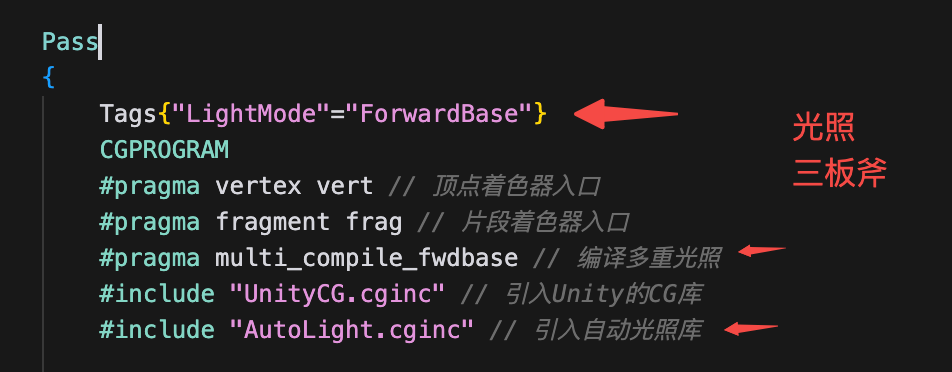 Pass
{
Tags{"LightMode"="ForwardBase"}
光照
CGPROGRAM
三板斧
#pragma vertex vert // 顶点着色器入口
#pragma fragment frag // 片段着色器入口
#pragma multi_compile_fwdbase // 编译多重光照
#include "UnityCG.cginc" // 引入Unity的CG库
#include "AutoLight.cginc" // 引入自动光照库